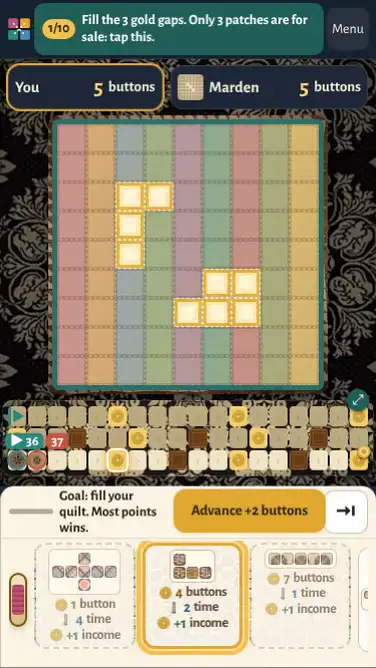 1/10
Fill the 3 gold gaps. Only 3 patches are for
sale: tap this.
Menu
You 5 buttons
Marden 5 buttons
36 37
Goal: fill your
quilt. Most points
wins.
Advance +2 buttons
1 button
4 time
+1 income
4 buttons
2 time
+1 income
7 buttons
1 time
+1 income